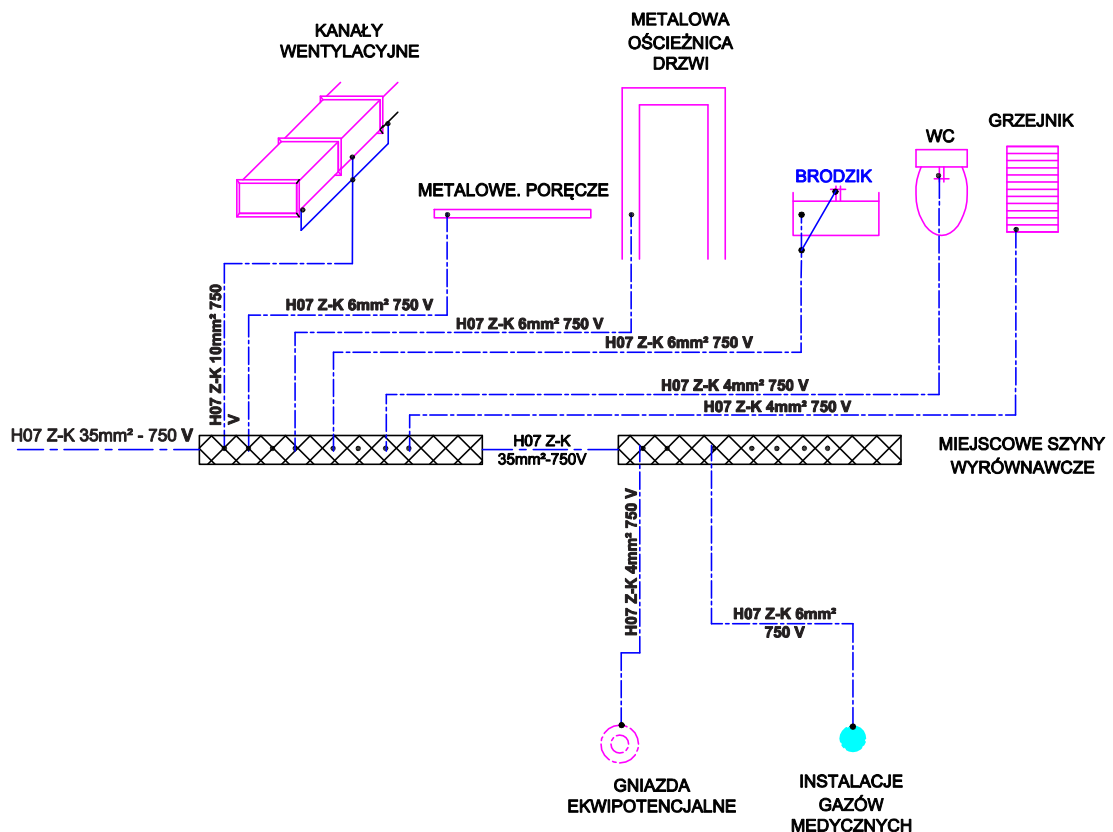 KANAŁY
WENTYLACYJNE
METALOWA
OŚCIEŻNICA
DRZWI
METALOWE. PORĘCZE
BRODZIK
WC
GRZEJNIK
H07 Z-K 10mm² 750
V
H07 Z-K 6mm² 750 V
H07 Z-K 6mm² 750 V
H07 Z-K 6mm² 750 V
H07 Z-K 4mm² 750 V
H07 Z-K 4mm² 750 V
H07 Z-K 35mm² - 750 V
H07 Z-K
35mm²-750V
MIEJSCOWE SZYNY
WYRÓWNAWCZE
H07 Z-K 4mm² 750 V
H07 Z-K 6mm²
750 V
GNIAZDA
EKWIPOTENCJALNE
INSTALACJE
GAZÓW
MEDYCZNYCH